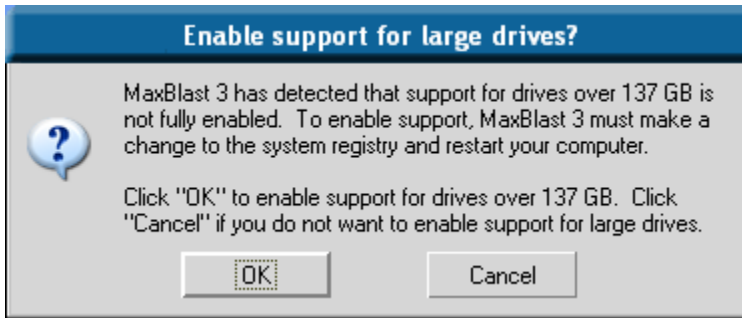 Enable support for large drives?
MaxBlast 3 has detected that support for drives over 137 GB is
not fully enabled.  To enable support, MaxBlast 3 must make a
change to the system registry and restart your computer.
Click "OK" to enable support for drives over 137 GB.  Click
"Cancel" if you do not want to enable support for large drives.
OK
Cancel